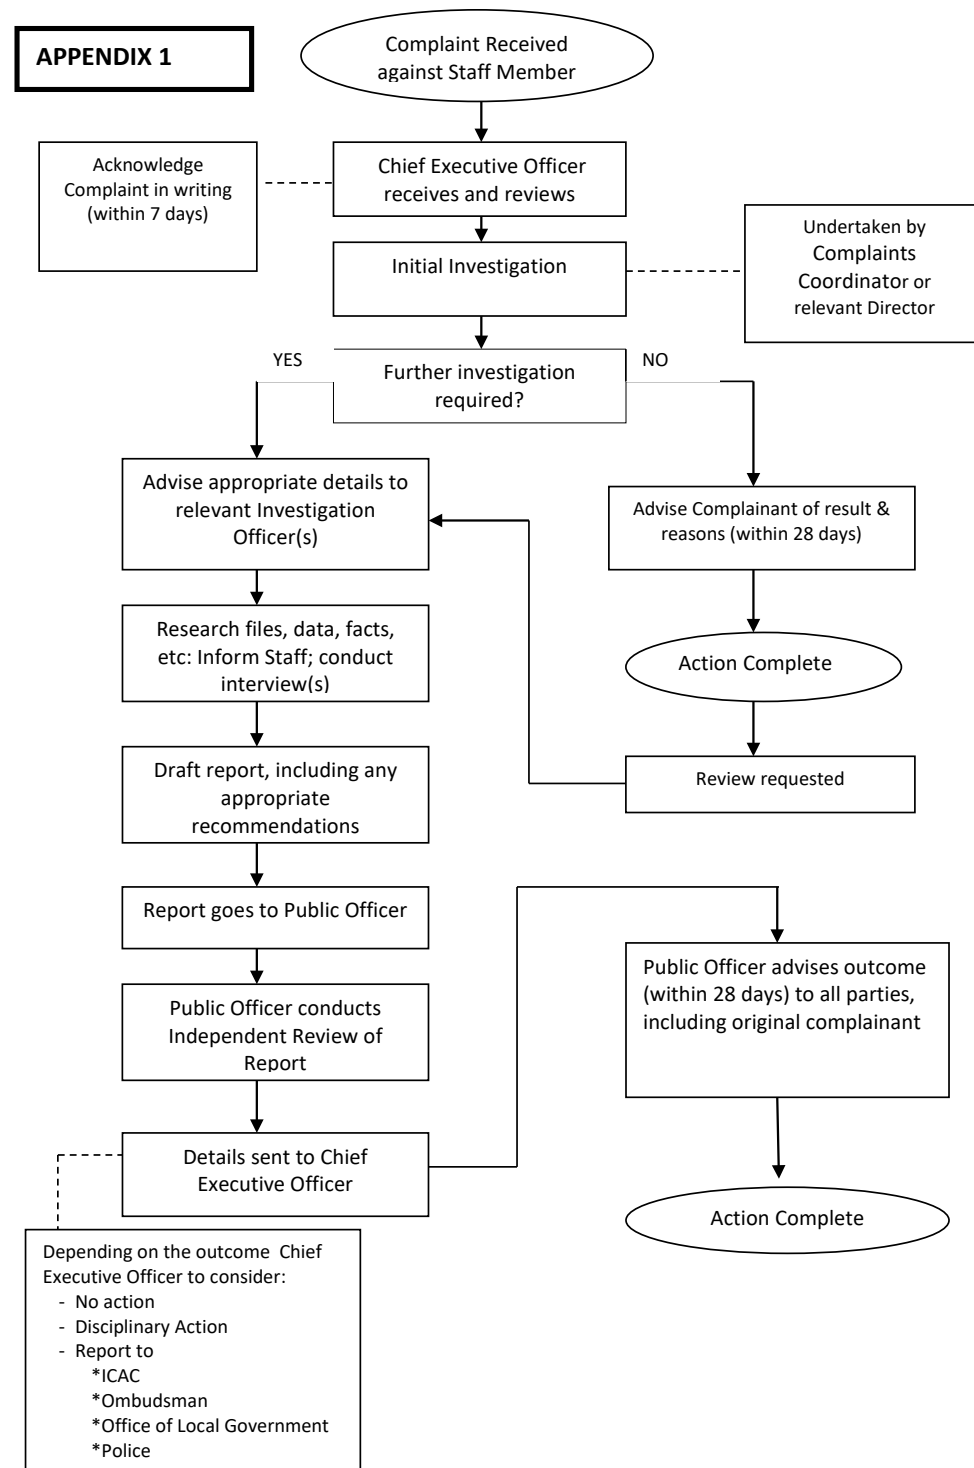 APPENDIX 1
Complaint Received
against Staff Member
Acknowledge
Complaint in writing
(within 7 days)
Chief Executive Officer
receives and reviews
Undertaken by
Complaints
Coordinator or
relevant Director
Initial Investigation
YES
Further investigation
required?
NO
Advise appropriate details to
relevant Investigation
Officer(s)
Advise Complainant of result &
reasons (within 28 days)
Research files, data, facts,
etc: Inform Staff; conduct
interview(s)
Action Complete
Draft report, including any
appropriate
recommendations
Review requested
Report goes to Public Officer
Public Officer advises outcome
(within 28 days) to all parties,
including original complainant
Public Officer conducts
Independent Review of
Report
Details sent to Chief
Executive Officer
Action Complete
Depending on the outcome  Chief
Executive Officer to consider:
- No action
- Disciplinary Action
- Report to
*ICAC
*Ombudsman
*Office of Local Government
*Police